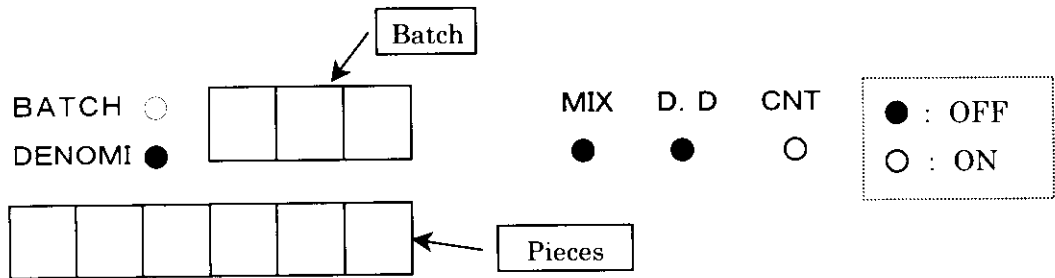 Batch
BATCH
DENOMI
MIX D. D CNT
● : OFF
○ : ON
Pieces